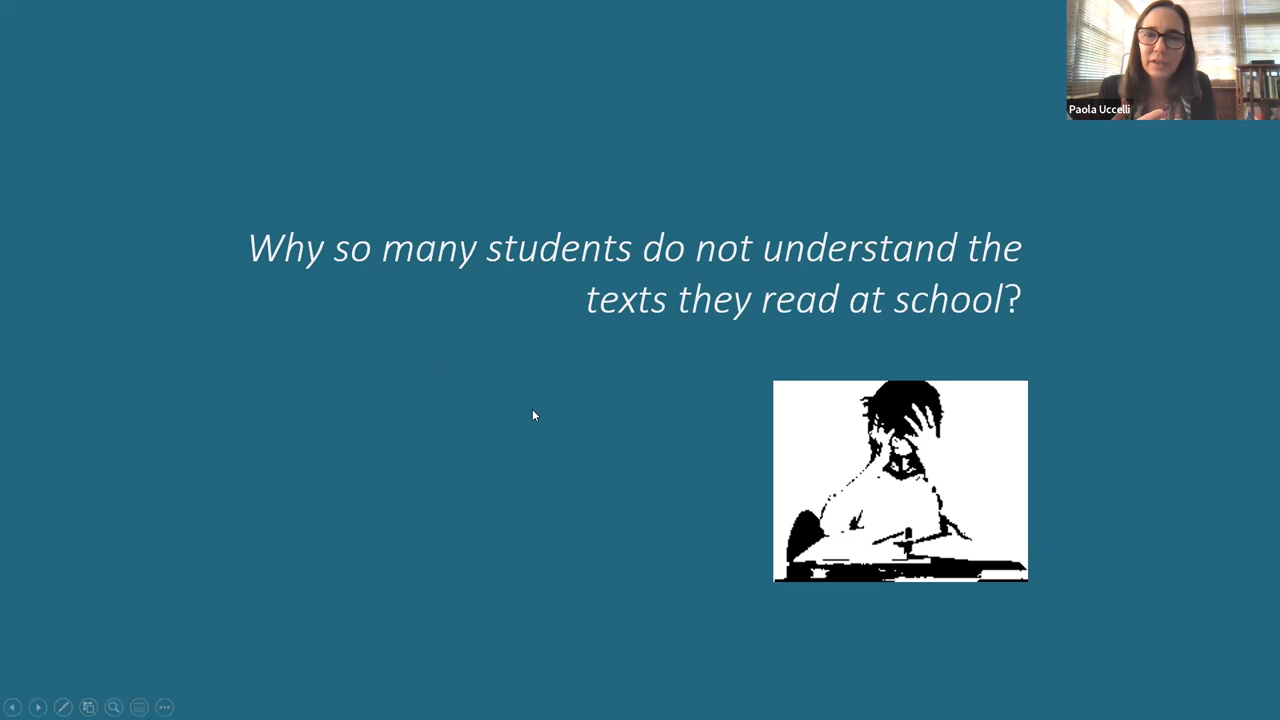 Paola Uccelli
Why so many students do not understand the
texts they read at school?